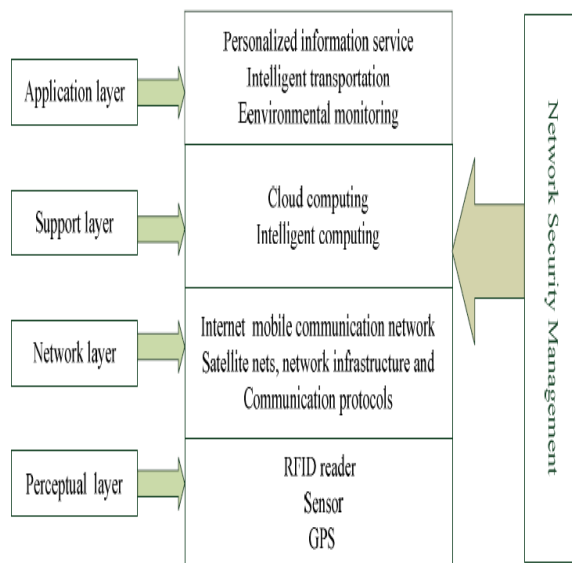 Application layer
Personalized information service
Intelligent transportation
Eenvironmental monitoring
Support layer
Cloud computing
Intelligent computing
Network layer
Internet mobile communication network
Satellite nets, network infrastructure and
Communication protocols
Perceptual layer
RFID reader
Sensor
GPS
Network Security Management